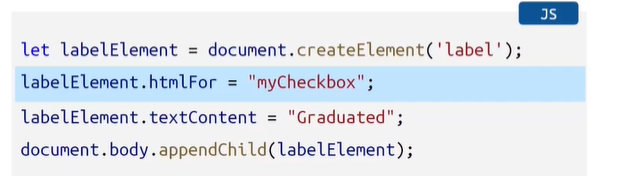 JS
let labelElement = document.createElement('label');
labelElement.htmlFor = "myCheckbox";
labelElement.textContent = "Graduated";
document.body.appendChild(labelElement);